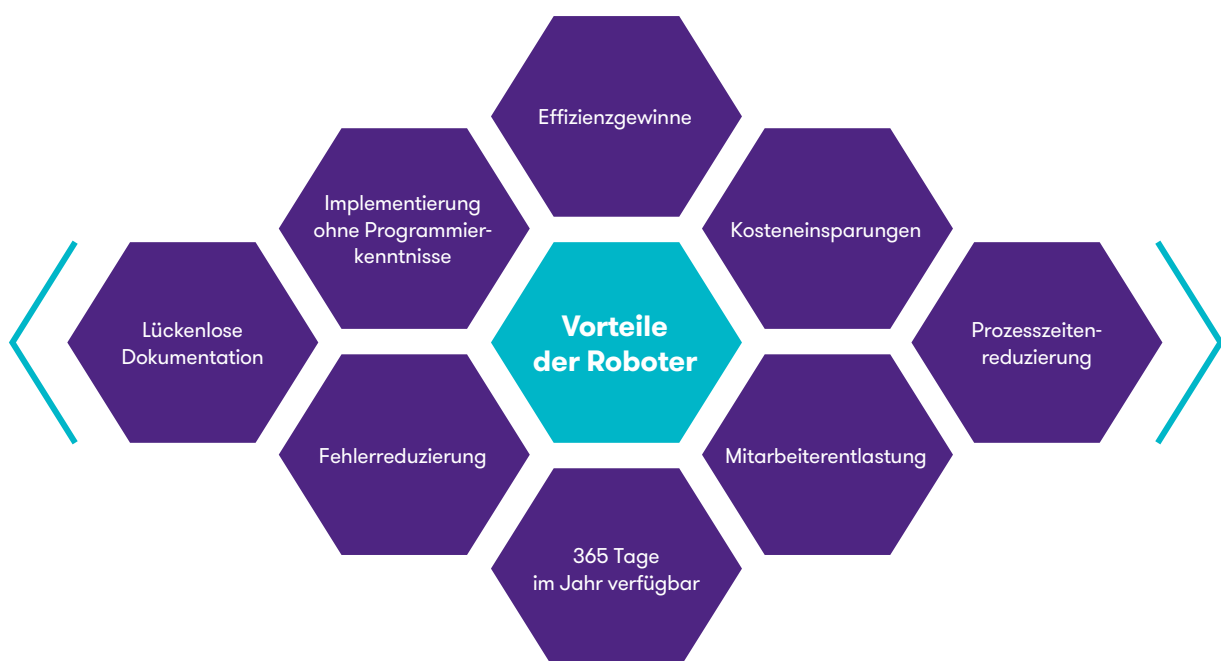 Effizienzgewinne
Implementierung
ohne Programmier-
kenntnisse
Kosteneinsparungen
Lückenlose
Dokumentation
Vorteile
der Roboter
Prozesszeiten-
reduzierung
Fehlerreduzierung
Mitarbeiterentlastung
365 Tage
im Jahr verfügbar